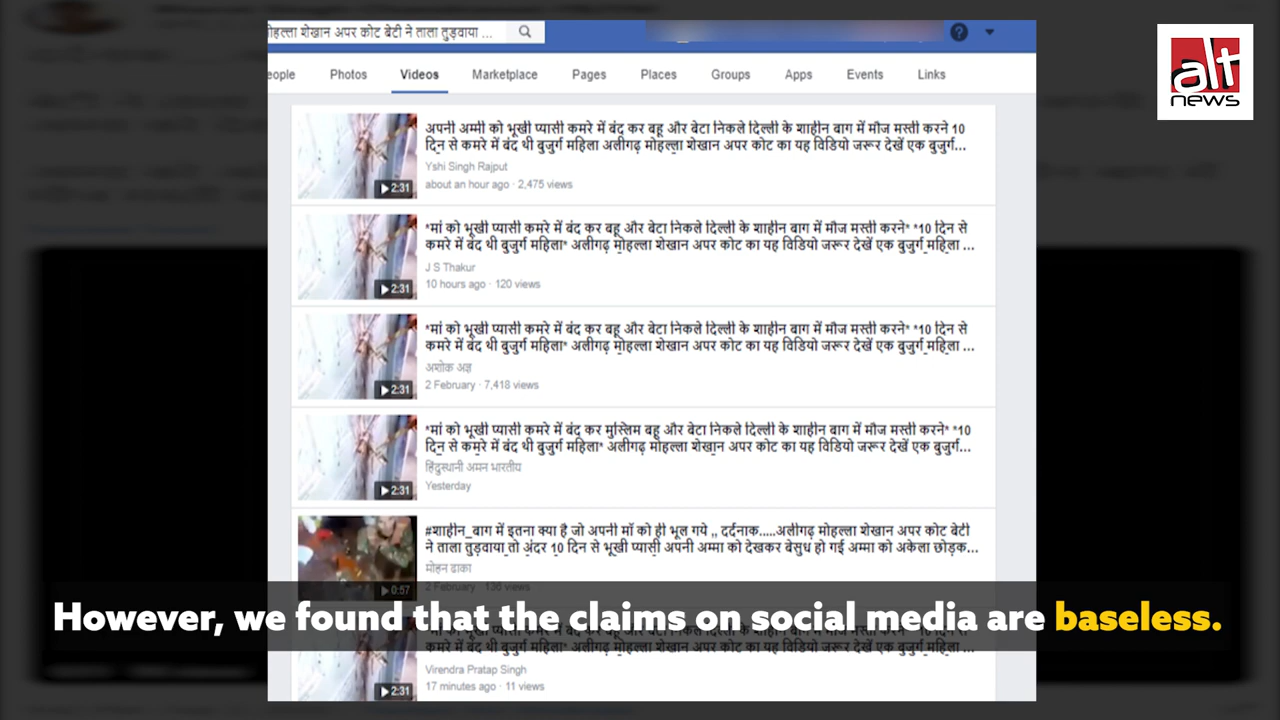 ोहल्ला शेखान अपर कोट बेटी ने ताला तुड़वाया ...
alt
news
eople Photos Videos Marketplace Pages Places Groups Apps Events Links
अपनी अम्मी को भूखी प्यासी कमरे में बंद कर बहू और बेटा निकले दिल्ली के शाहीन बाग में मौज मस्ती करने 10
दिन से कमरे में बंद थी बुजुर्ग महिला अलीगढ़ मोहल्ला शेखान अपर कोट का यह विडियो जरूर देखें एक बुजुर्ग...
Yshi Singh Rajput
2:31
about an hour ago · 2,475 views
*मां को भूखी प्यासी कमरे में बंद कर बहू और बेटा निकले दिल्ली के शाहीन बाग में मौज मस्ती करने* *10 दिन से
कमरे में बंद थी बुजुर्ग महिला* अलीगढ़ मोहल्ला शेखान अपर कोट का यह विडियो जरूर देखें एक बुजुर्ग महिला ...
J S Thakur
2:31
10 hours ago · 120 views
*मां को भूखी प्यासी कमरे में बंद कर बहू और बेटा निकले दिल्ली के शाहीन बाग में मौज मस्ती करने* *10 दिन से
कमरे में बंद थी बुजुर्ग महिला* अलीगढ़ मोहल्ला शेखान अपर कोट का यह विडियो जरूर देखें एक बुजुर्ग महिला ...
अशोक अज्ञ
2:31
2 February · 7,418 views
*मां को भूखी प्यासी कमरे में बंद कर मुस्लिम बहू और बेटा निकले दिल्ली के शाहीन बाग में मौज मस्ती करने* *10
दिन से कमरे में बंद थी बुजुर्ग महिला* अलीगढ़ मोहल्ला शेखान अपर कोट का यह विडियो जरूर देखें एक बुजुर्ग...
हिंदुस्थानी अमन भारतीय
2:31
Yesterday
#शाहीन_बाग में इतना क्या है जो अपनी माँ को ही भूल गये ,, दर्दनाक.....अलीगढ़ मोहल्ला शेखान अपर कोट बेटी
ने ताला तुड़वाया तो अंदर 10 दिन से भूखी प्यासी अपनी अम्मा को देखकर बेसुध हो गई अम्मा को अकेला छोड़क...
मोहन ढाका
0:57
2 February · 136 views
However, we found that the claims on social media are baseless.
कमरे में बंद थी बुजुर्ग महिला* अलीगढ़ मोहल्ला शेखान अपर कोट का यह विडियो जरूर देखें एक बुजुर्ग महिला ...
Virendra Pratap Singh
2:31
17 minutes ago · 11 views